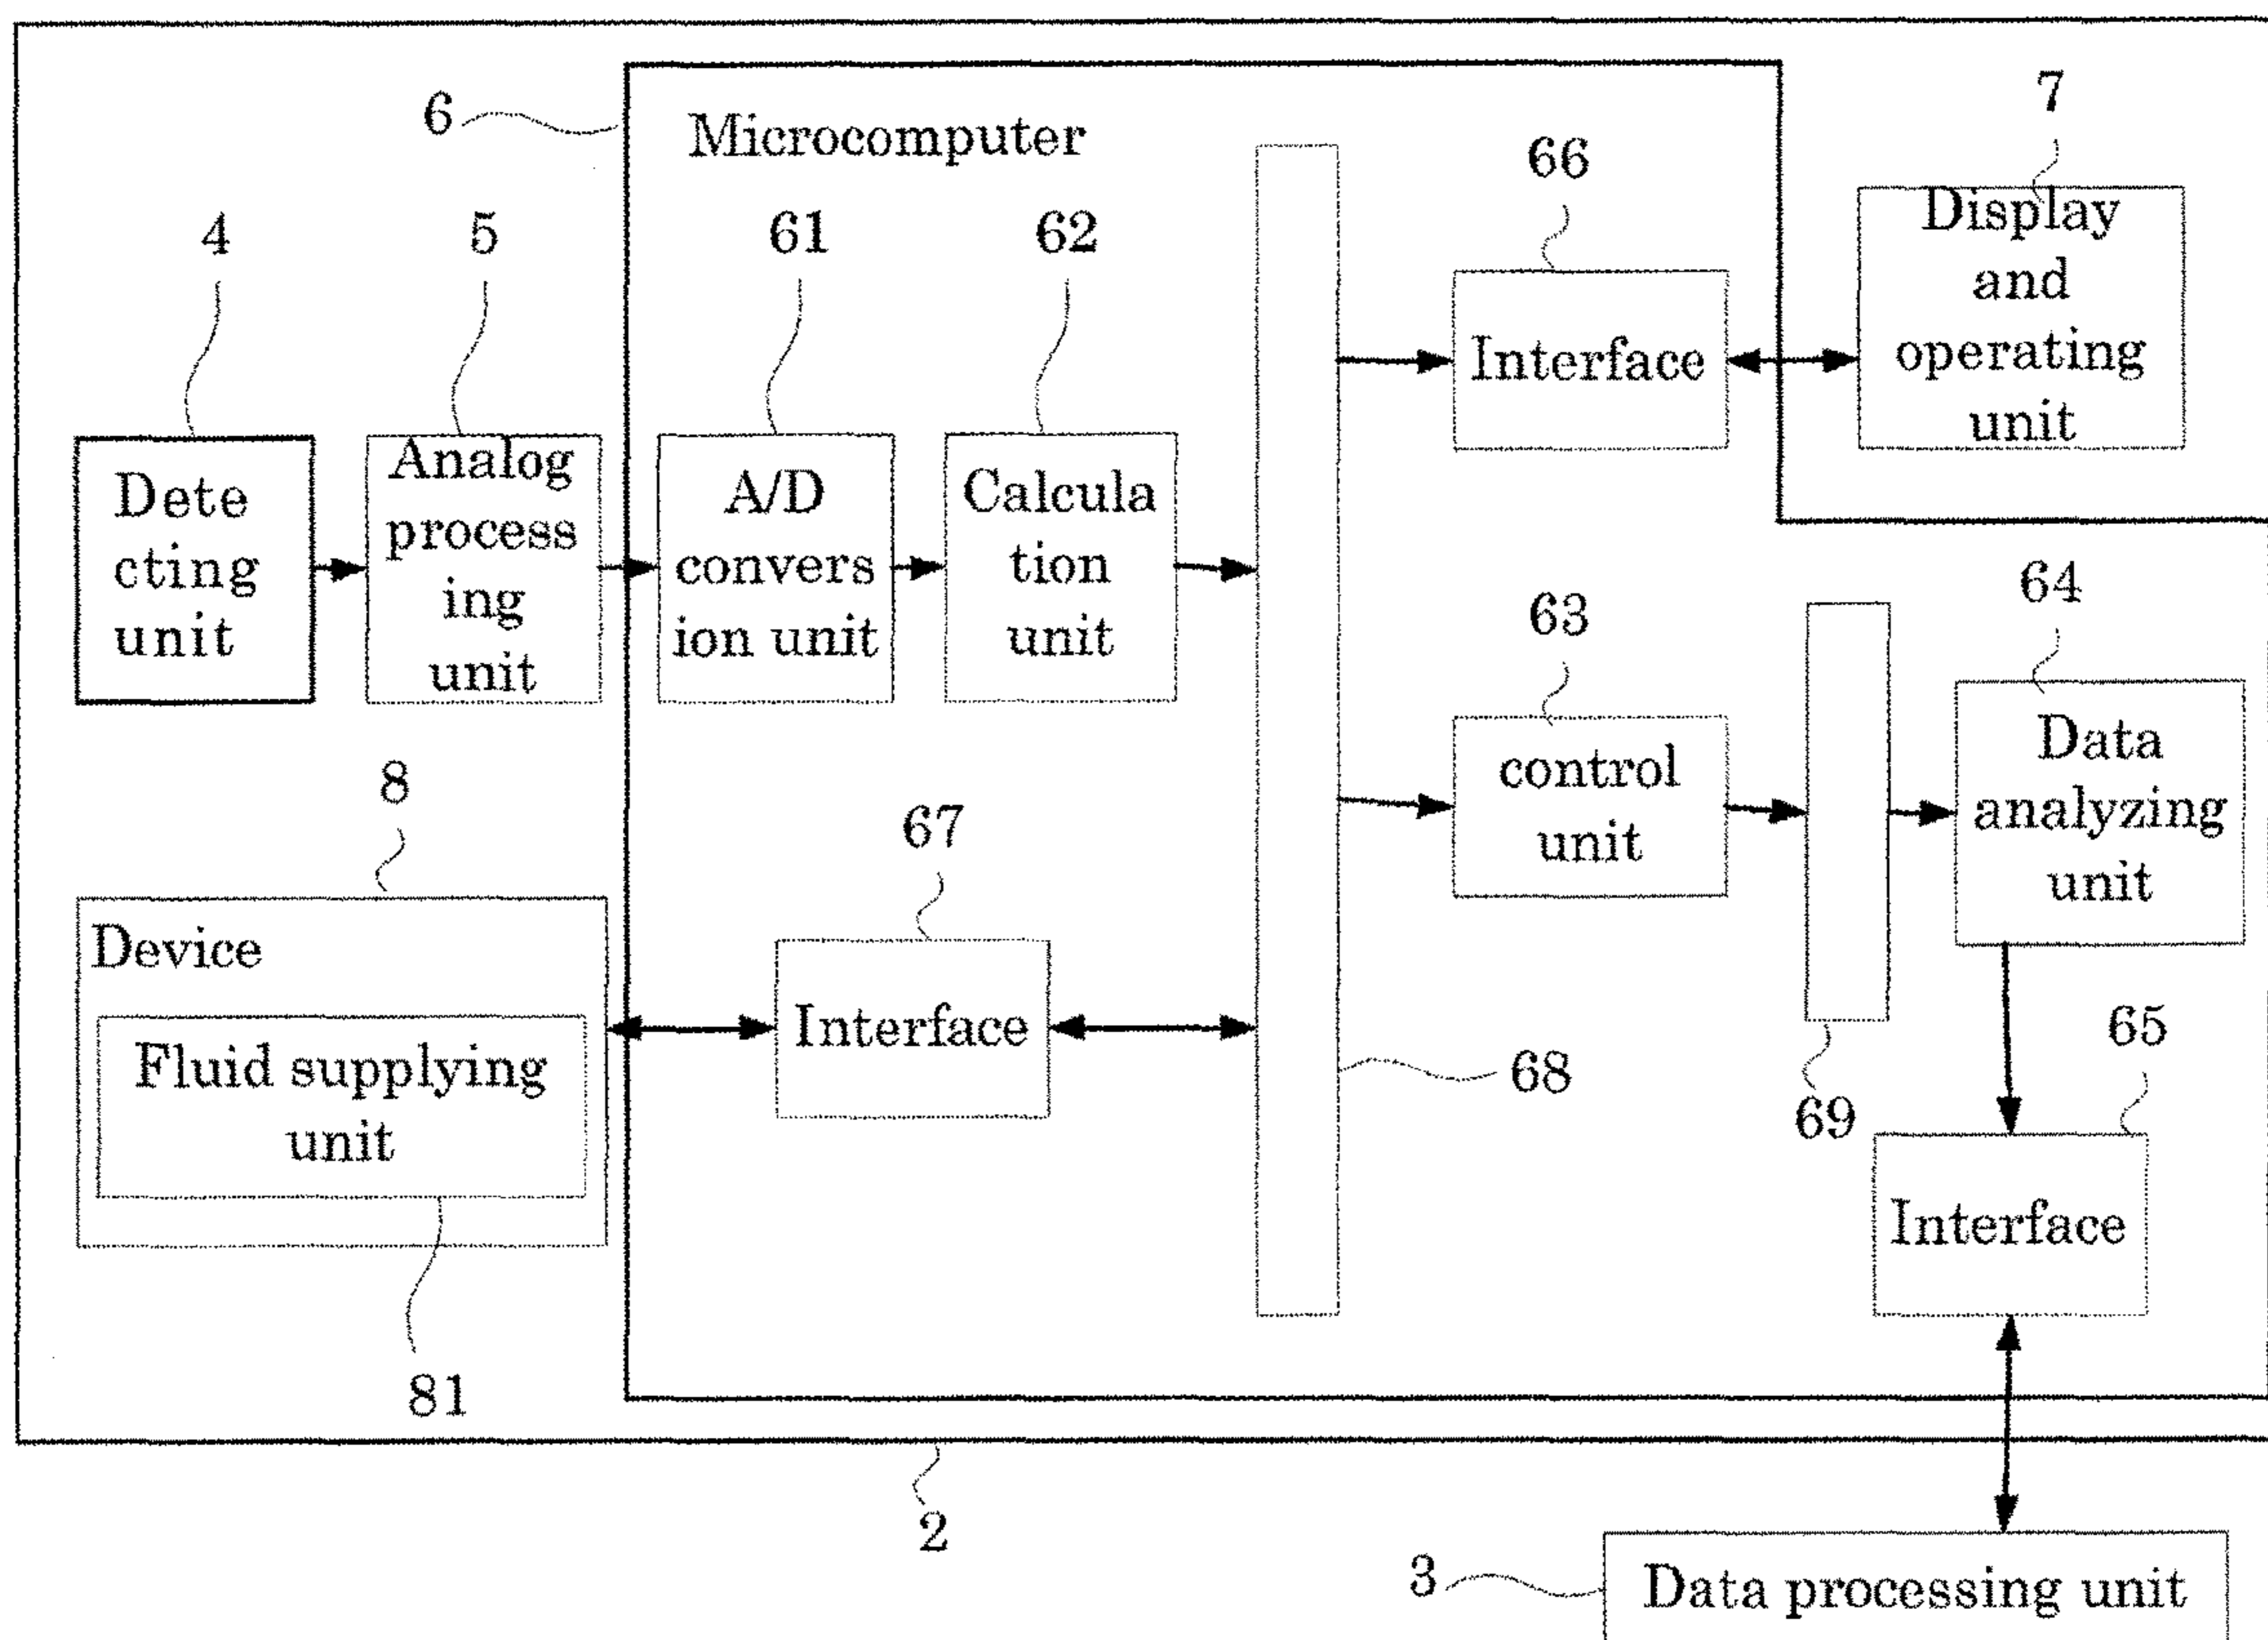 6
Microcomputer
7
66
4
5
61
62
Display
and
operating
unit
Interface
Dete
cting
unit
Analog
process
ing
unit
A/D
convers
ion unit
Calcula
tion
unit
63
64
control
unit
Data
analyzing
unit
8
67
Device
Fluid supplying
unit
Interface
68
69
65
Interface
81
2
3
Data processing unit